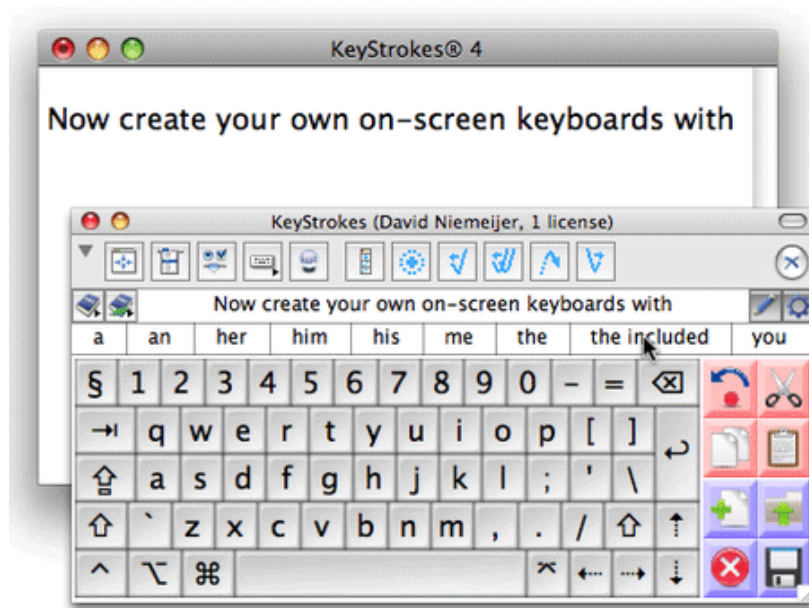 KeyStrokes® 4
Now create your own on-screen keyboards with
KeyStrokes (David Niemeijer, 1 license)
Now create your own on-screen keyboards with
a an her him his me the the included you
§ 1 2 3 4 5 6 7 8 9 0 - =
q w e r t y u i o p [ ]
a s d f g h j k l ; ' \
` z x c v b n m , . /